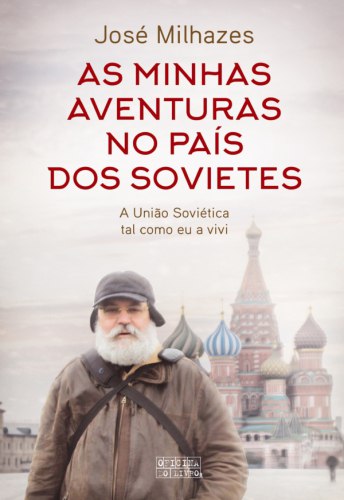 José Milhazes
AS MINHAS
AVENTURAS
NO PAÍS
DOS SOVIETES
A União Soviética
tal como eu a vivi
OFICINA
DO LIVRO